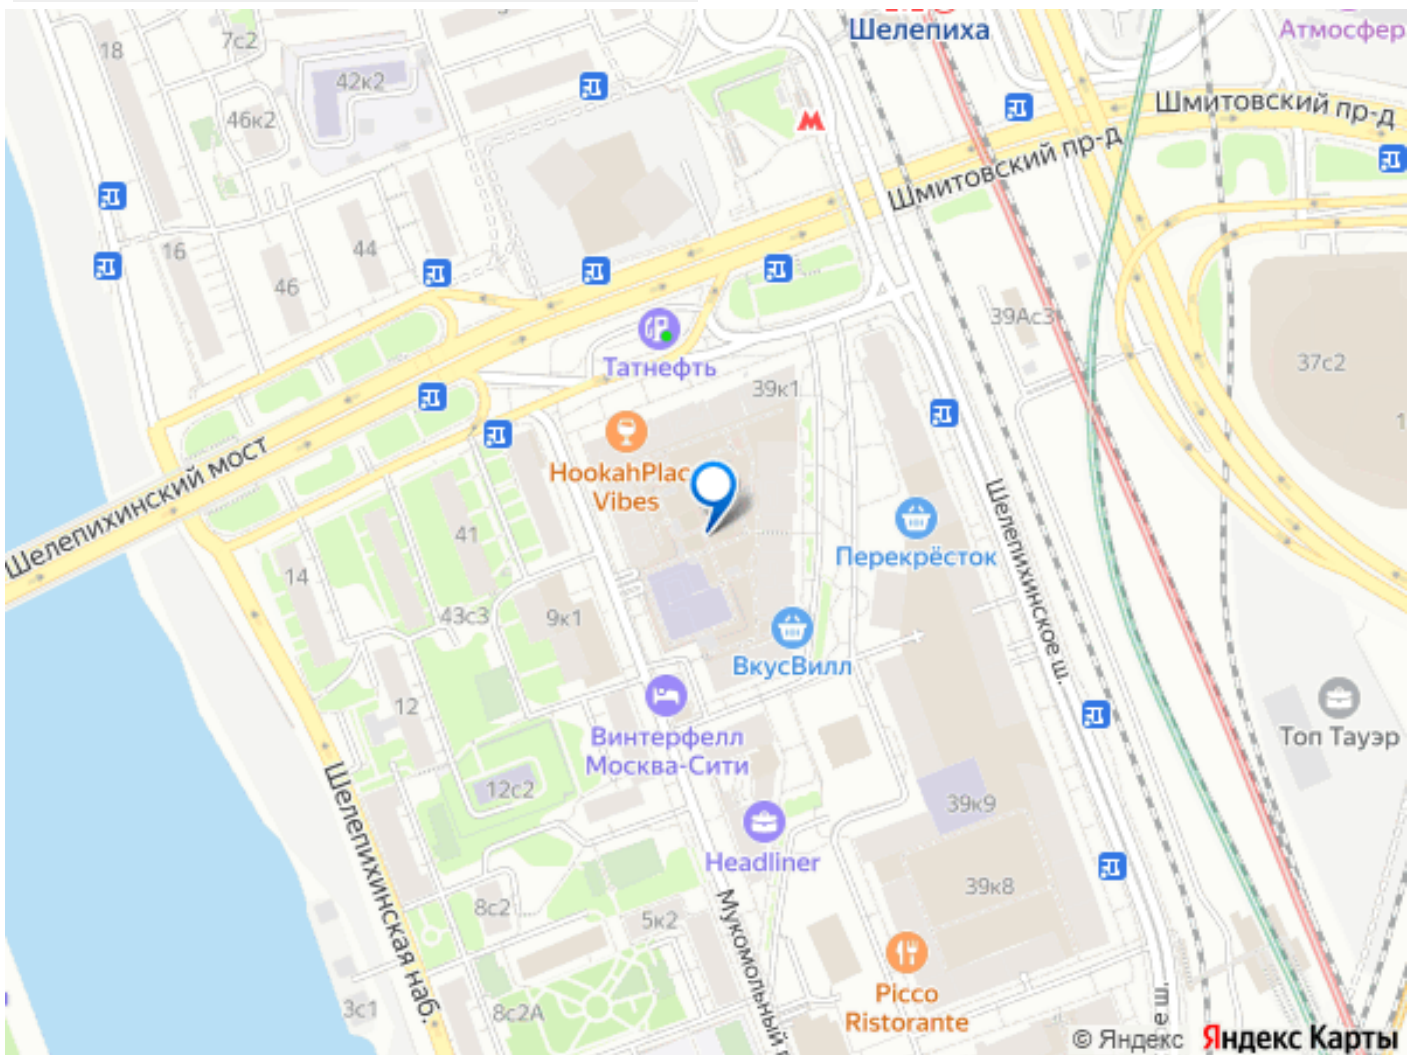 Шелепиха
Атмосфер
18
7с2
42к2
46к2
Шмитовский пр-д
Шмитовский пр-д
16
44
46
39Ас3
Татнефть
37с2
39к1
HookahPlac
Vibes
Шелепихинский мост
41
Перекрёсток
Шелепихинское ш.
14
43с3
9к1
ВкусВилл
12
Винтерфелл
Москва-Сити
Топ Тауэр
12с2
39к9
Шелепихинская наб.
Headliner
39к8
8с2
5к2
Мукомольный п
Picco
Ristorante
3с1
8с2А
е ш.
© Яндекс Яндекс Карты